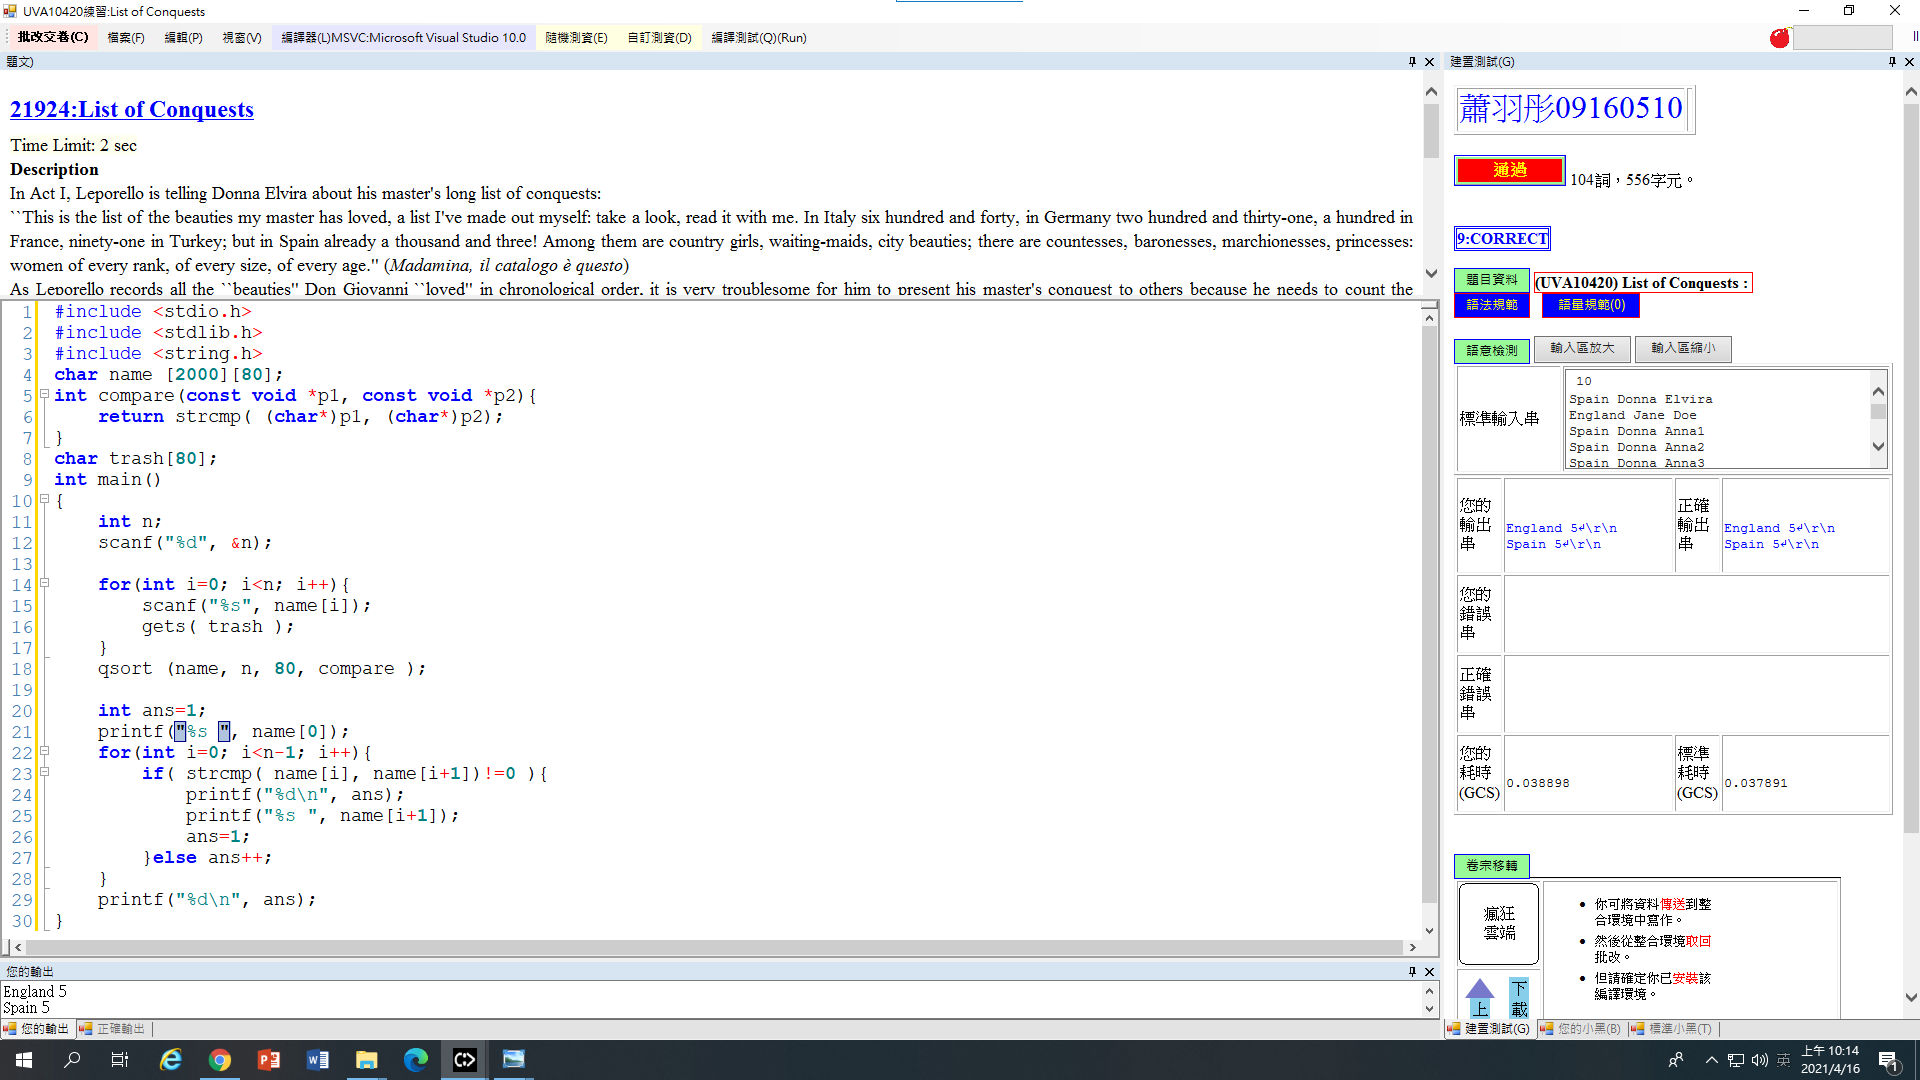 UVA10420練習:List of Conquests
批改交卷(C) 檔案(F) 編輯(P) 視窗(V) 編譯器(L)MSVC:Microsoft Visual Studio 10.0 隨機測資(E) 自訂測資(D) 編譯測試(Q)(Run)
題文)
21924:List of Conquests
Time Limit: 2 sec
Description
In Act I, Leporello is telling Donna Elvira about his master's long list of conquests:
``This is the list of the beauties my master has loved, a list I've made out myself: take a look, read it with me. In Italy six hundred and forty, in Germany two hundred and thirty-one, a hundred in
France, ninety-one in Turkey; but in Spain already a thousand and three! Among them are country girls, waiting-maids, city beauties; there are countesses, baronesses, marchionesses, princesses:
women of every rank, of every size, of every age.'' (Madamina, il catalogo è questo)
As Leporello records all the ``beauties'' Don Giovanni ``loved'' in chronological order, it is very troublesome for him to present his master's conquest to others because he needs to count the
1 #include <stdio.h>
2 #include <stdlib.h>
3 #include <string.h>
4 char name [2000][80];
5 int compare(const void *p1, const void *p2){
6 return strcmp( (char*)p1, (char*)p2);
7 }
8 char trash[80];
9 int main()
10 {
11 int n;
12 scanf("%d", &n);
13
14 for(int i=0; i<n; i++){
15 scanf("%s", name[i]);
16 gets( trash );
17 }
18 qsort (name, n, 80, compare );
19
20 int ans=1;
21 printf("%s ", name[0]);
22 for(int i=0; i<n-1; i++){
23 if( strcmp( name[i], name[i+1])!=0 ){
24 printf("%d\n", ans);
25 printf("%s ", name[i+1]);
26 ans=1;
27 }else ans++;
28 }
29 printf("%d\n", ans);
30 }
您的輸出
England 5
Spain 5
您的輸出 正確輸出
建置測試(G)
蕭羽彤09160510
通過 104詞，556字元。
9:CORRECT
題目資料 (UVA10420) List of Conquests :
語法規範 語量規範(0)
語意檢測 輸入區放大 輸入區縮小
標準輸入串
10
Spain Donna Elvira
England Jane Doe
Spain Donna Anna1
Spain Donna Anna2
Spain Donna Anna3
您的輸出串
England 5↵\r\n
Spain 5↵\r\n
正確輸出串
England 5↵\r\n
Spain 5↵\r\n
您的錯誤串
正確錯誤串
您的耗時(GCS) 0.038898 標準耗時(GCS) 0.037891
卷宗移轉
瘋狂
雲端
上 下載
你可將資料傳送到整
合環境中寫作。
然後從整合環境取回
批改。
但請確定你已安裝該
編譯環境。
建置測試(G) 您的小黑(B) 標準小黑(T)
英 上午 10:14
2021/4/16
1